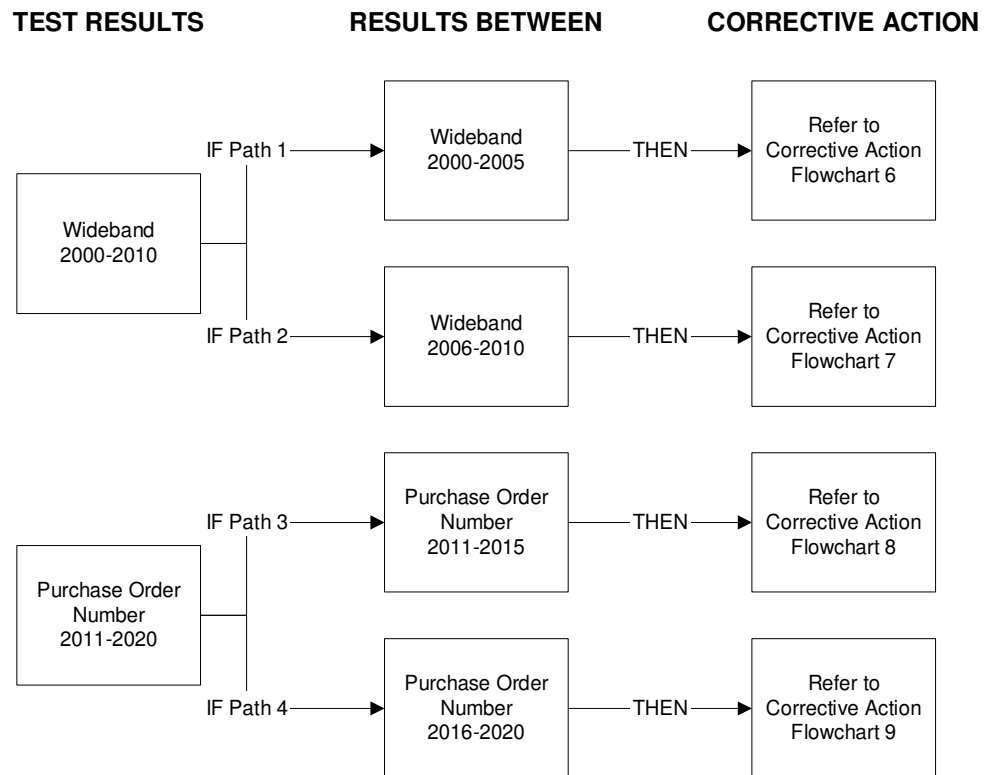 TEST RESULTS
RESULTS BETWEEN
CORRECTIVE ACTION
Wideband
2000-2010
IF Path 1
Wideband
2000-2005
THEN
Refer to
Corrective Action
Flowchart 6
IF Path 2
Wideband
2006-2010
THEN
Refer to
Corrective Action
Flowchart 7
Purchase Order
Number
2011-2020
IF Path 3
Purchase Order
Number
2011-2015
THEN
Refer to
Corrective Action
Flowchart 8
IF Path 4
Purchase Order
Number
2016-2020
THEN
Refer to
Corrective Action
Flowchart 9